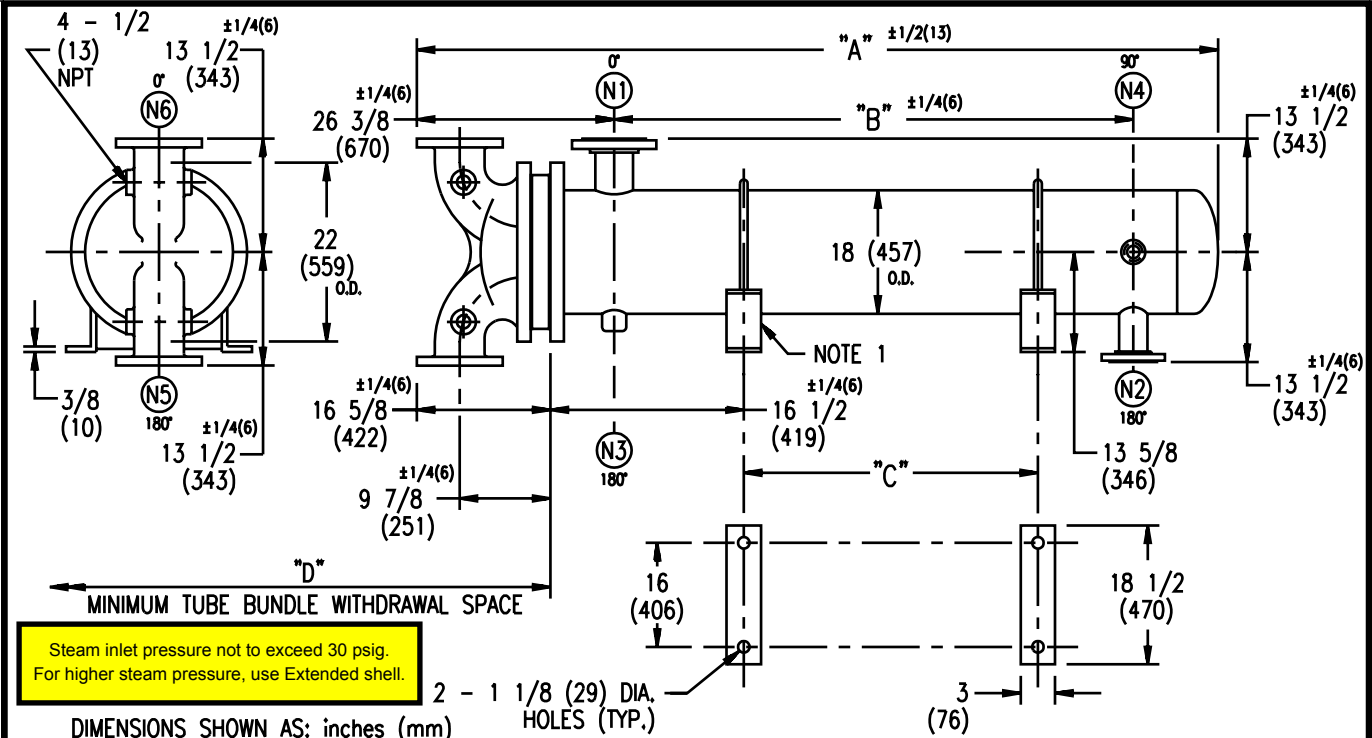 4 - 1/2
(13)
NPT
±1/4(6)
13 1/2
(343)
0°
N6
±1/2(13)
"A"
0°
N1
90°
N4
±1/4(6)
26 3/8
(670)
"B" ±1/4(6)
±1/4(6)
13 1/2
(343)
22
(559)
O.D.
18 (457)
O.D.
NOTE 1
3/8
(10)
N5
180°
±1/4(6)
13 1/2
(343)
±1/4(6)
16 5/8
(422)
±1/4(6)
16 1/2
(419)
N3
180°
N2
180°
±1/4(6)
13 1/2
(343)
13 5/8
(346)
±1/4(6)
9 7/8
(251)
"C"
"D"
MINIMUM TUBE BUNDLE WITHDRAWAL SPACE
16
(406)
18 1/2
(470)
Steam inlet pressure not to exceed 30 psig.
For higher steam pressure, use Extended shell.
2 - 1 1/8 (29) DIA.
HOLES (TYP.)
3
(76)
DIMENSIONS SHOWN AS: inches (mm)